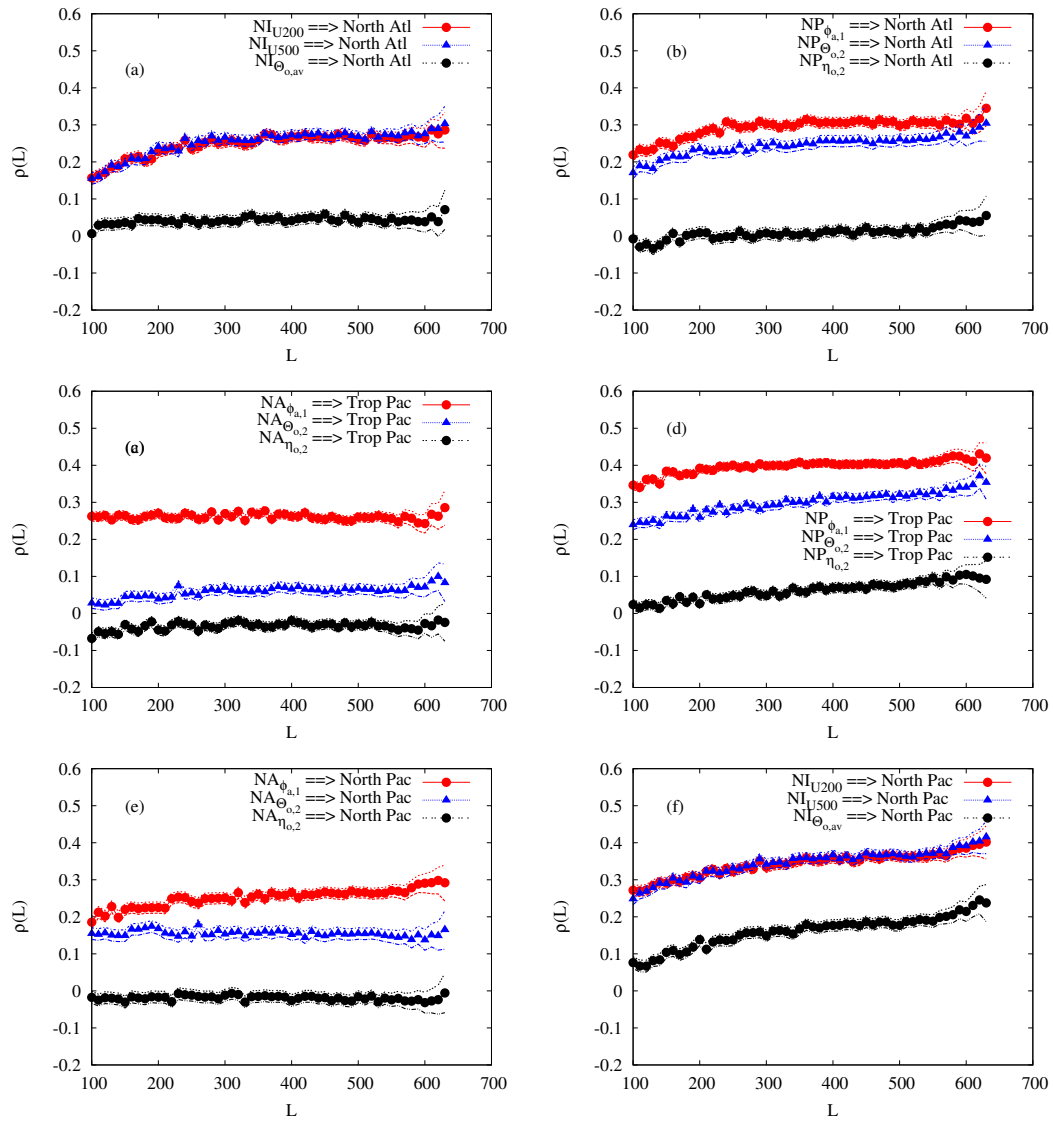 (a)
NI_U200 ==> North Atl
NI_U500 ==> North Atl
NI_Θo,av ==> North Atl
0.6
0.5
0.4
0.3
0.2
0.1
0
-0.1
-0.2
ρ(L)
100 200 300 400 500 600 700
L
(b)
NP_ϕa,1 ==> North Atl
NP_Θo,2 ==> North Atl
NP_ηo,2 ==> North Atl
0.6
0.5
0.4
0.3
0.2
0.1
0
-0.1
-0.2
ρ(L)
100 200 300 400 500 600 700
L
NA_ϕa,1 ==> Trop Pac
NA_Θo,2 ==> Trop Pac
NA_ηo,2 ==> Trop Pac
0.6
0.5
0.4
0.3
0.2
0.1
0
-0.1
-0.2
ρ(L)
100 200 300 400 500 600 700
L
(d)
NP_ϕa,1 ==> Trop Pac
NP_Θo,2 ==> Trop Pac
NP_ηo,2 ==> Trop Pac
0.6
0.5
0.4
0.3
0.2
0.1
0
-0.1
-0.2
ρ(L)
100 200 300 400 500 600 700
L
(e)
NA_ϕa,1 ==> North Pac
NA_Θo,2 ==> North Pac
NA_ηo,2 ==> North Pac
0.6
0.5
0.4
0.3
0.2
0.1
0
-0.1
-0.2
ρ(L)
100 200 300 400 500 600 700
L
(f)
NI_U200 ==> North Pac
NI_U500 ==> North Pac
NI_Θo,av ==> North Pac
0.6
0.5
0.4
0.3
0.2
0.1
0
-0.1
-0.2
ρ(L)
100 200 300 400 500 600 700
L